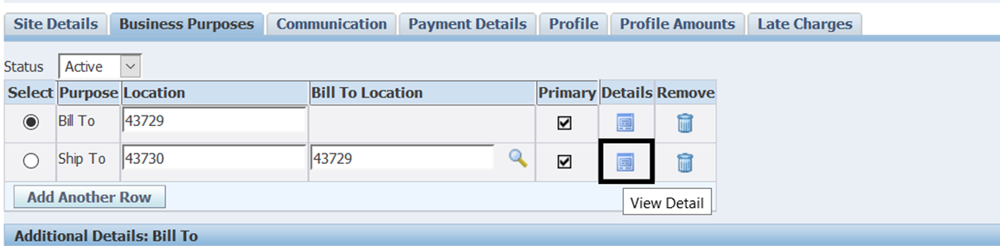 Site Details Business Purposes Communication Payment Details Profile Profile Amounts Late Charges
Status Active
Select Purpose Location Bill To Location Primary Details Remove
Bill To 43729
Ship To 43730 43729
Add Another Row
View Detail
Additional Details: Bill To